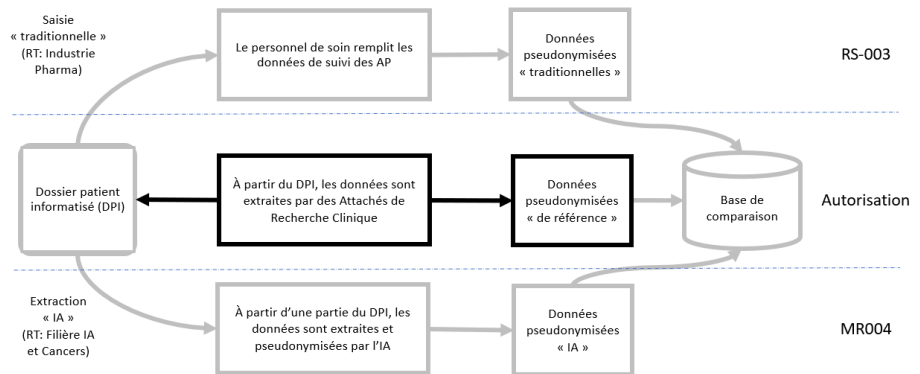 Saisie
« traditionnelle »
(RT: Industrie
Pharma)
Le personnel de soin remplit les
données de suivi des AP
Données
pseudonymisées
« traditionnelles »
RS-003
Dossier patient
informatisé (DPI)
À partir du DPI, les données sont
extraites par des Attachés de
Recherche Clinique
Données
pseudonymisées
« de référence »
Base de
comparaison
Autorisation
Extraction
« IA »
(RT: Filière IA
et Cancers)
À partir d’une partie du DPI, les
données sont extraites et
pseudonymisées par l’IA
Données
pseudonymisées
« IA »
MR004